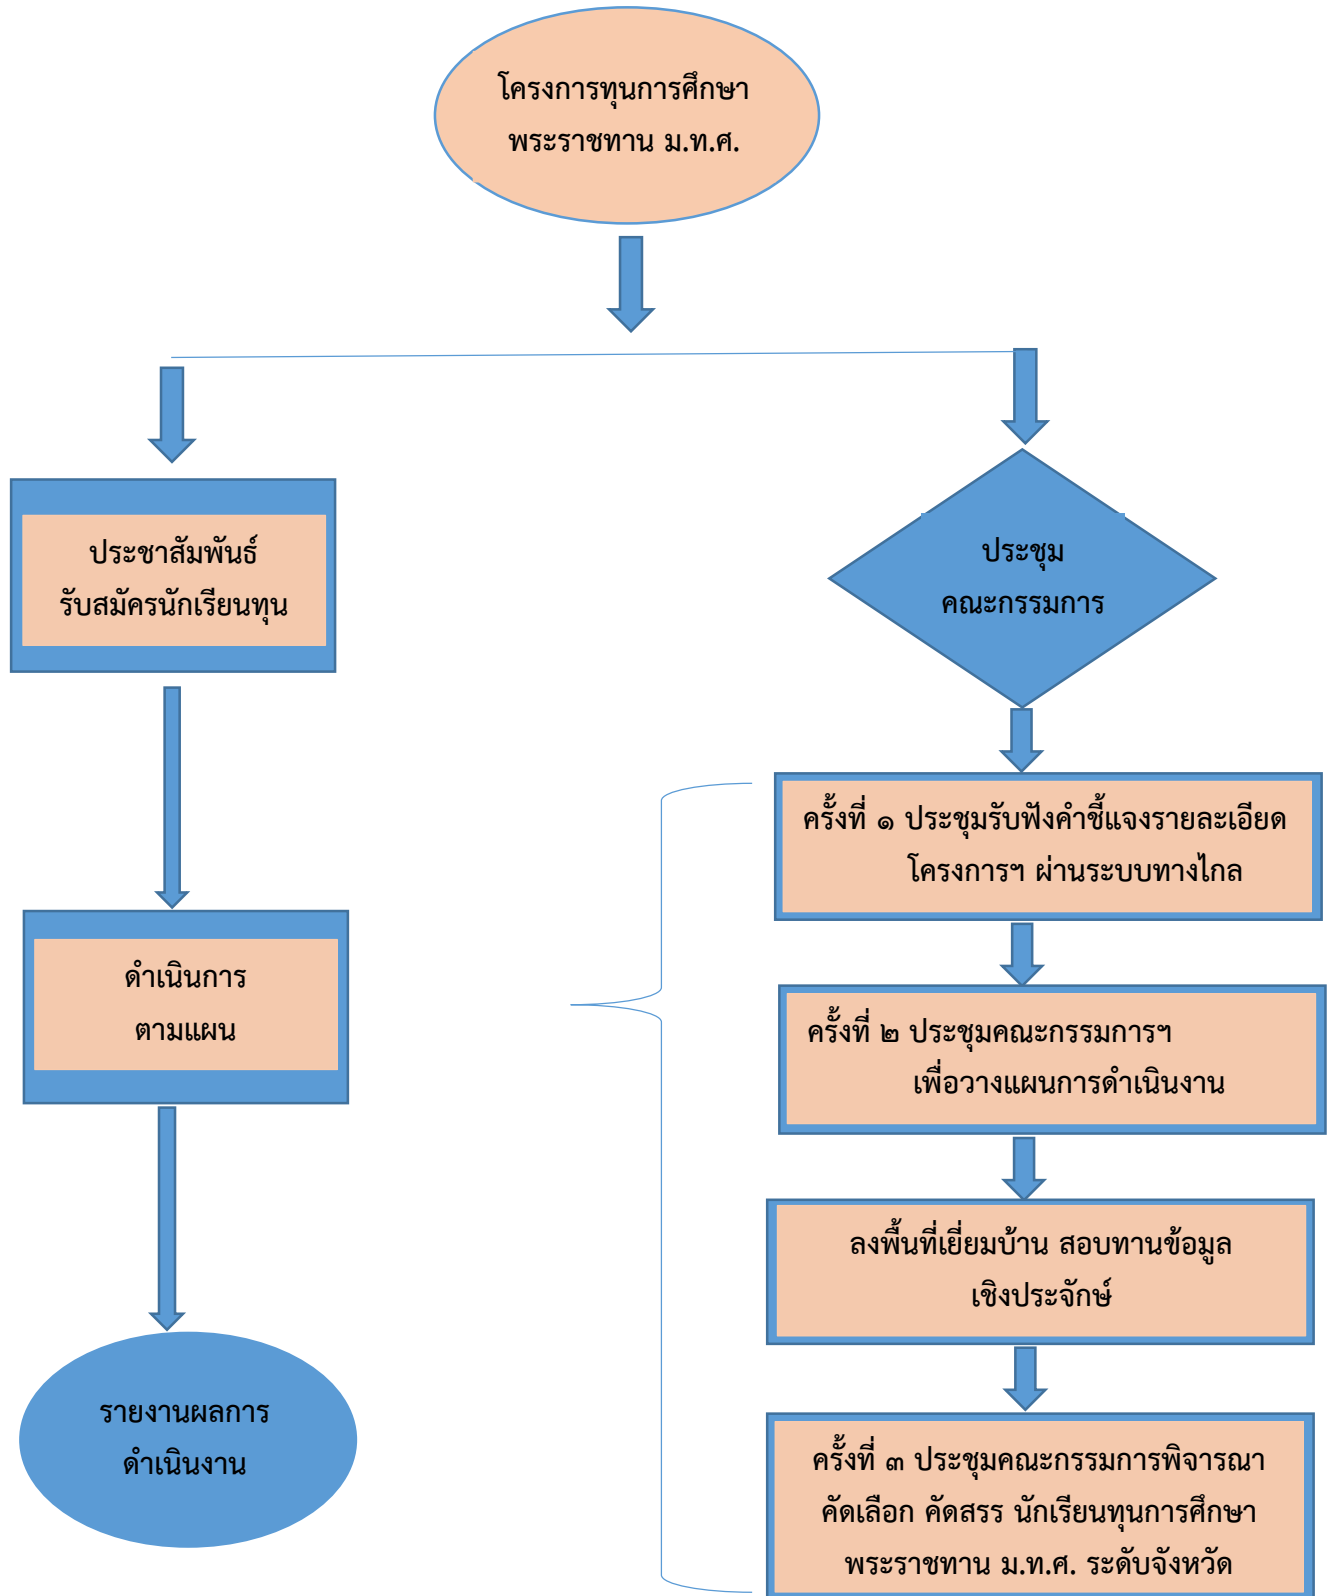 โครงการทุนการศึกษา
พระราชทาน ม.ท.ศ.
ประชาสัมพันธ์
รับสมัครนักเรียนทุน
ดำเนินการ
ตามแผน
รายงานผลการ
ดำเนินงาน
ประชุม
คณะกรรมการ
ครั้งที่ ๑ ประชุมรับฟังคำชี้แจงรายละเอียด
โครงการฯ ผ่านระบบทางไกล
ครั้งที่ ๒ ประชุมคณะกรรมการฯ
เพื่อวางแผนการดำเนินงาน
ลงพื้นที่เยี่ยมบ้าน สอบทานข้อมูล
เชิงประจักษ์
ครั้งที่ ๓ ประชุมคณะกรรมการพิจารณา
คัดเลือก คัดสรร นักเรียนทุนการศึกษา
พระราชทาน ม.ท.ศ. ระดับจังหวัด